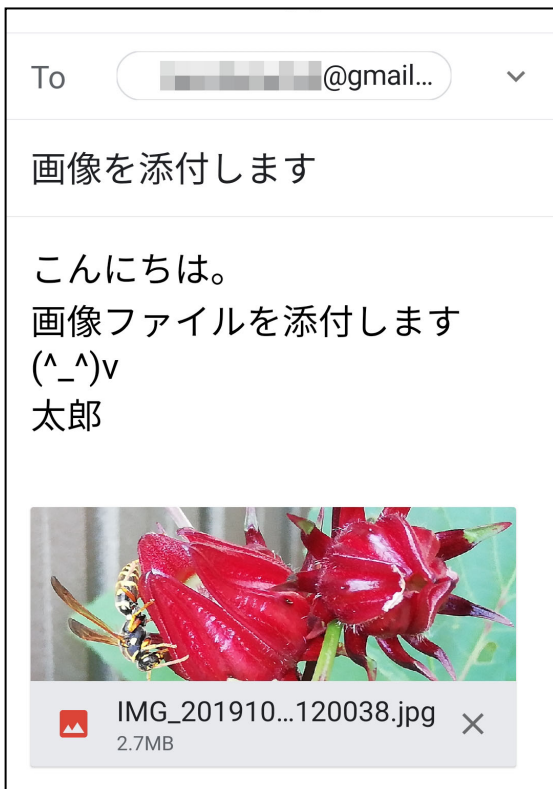 To @gmail...
画像を添付します
こんにちは。
画像ファイルを添付します
(^_^)v
太郎
IMG_201910...120038.jpg
2.7MB